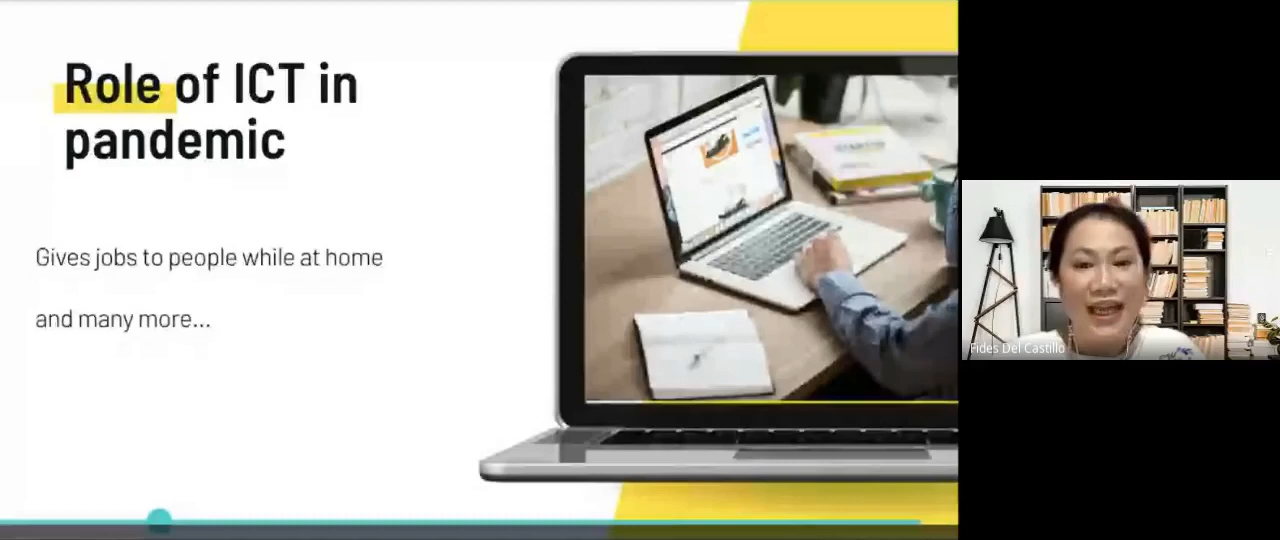 Role of ICT in
pandemic
Gives jobs to people while at home
and many more...
Fides Del Castillo